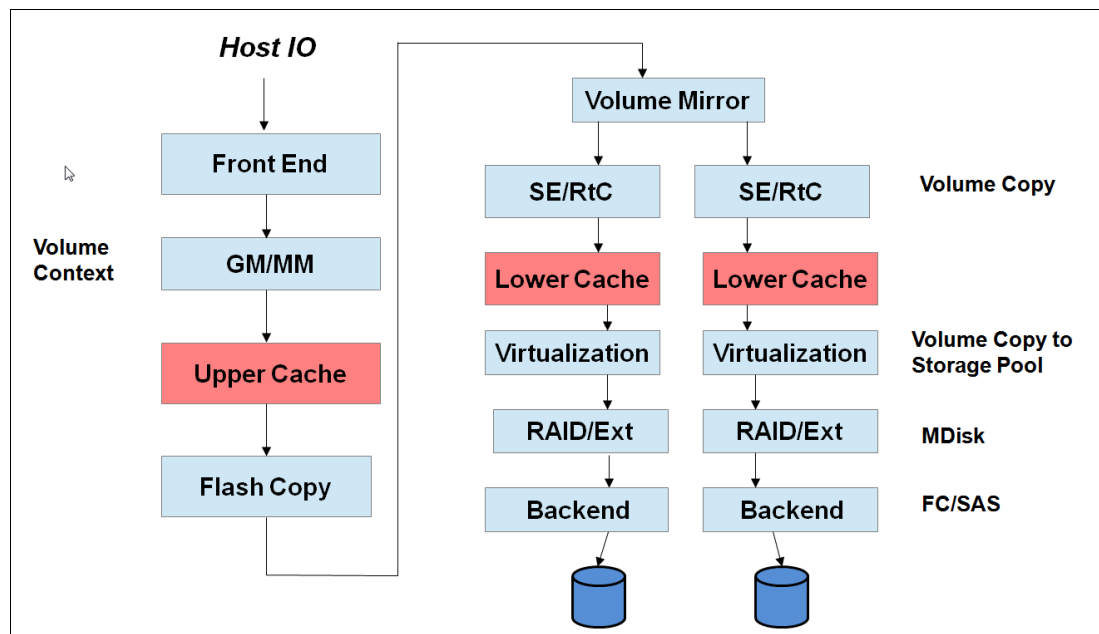 Host IO
Front End
Volume
Context
GM/MM
Upper Cache
Flash Copy
Volume Mirror
SE/RtC
SE/RtC
Volume Copy
Lower Cache
Lower Cache
Virtualization
Virtualization
Volume Copy to
Storage Pool
RAID/Ext
RAID/Ext
MDisk
Backend
Backend
FC/SAS